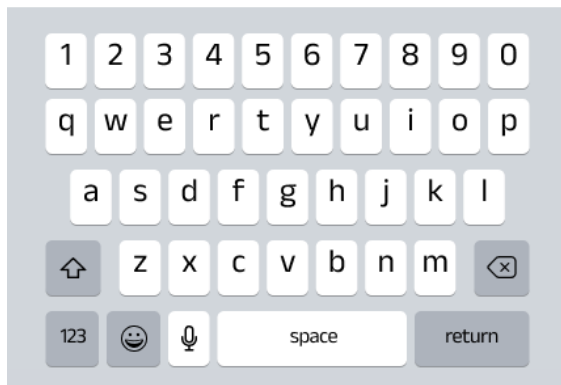 1 2 3 4 5 6 7 8 9 0
q w e r t y u i o p
a s d f g h j k l
z x c v b n m
123 space return